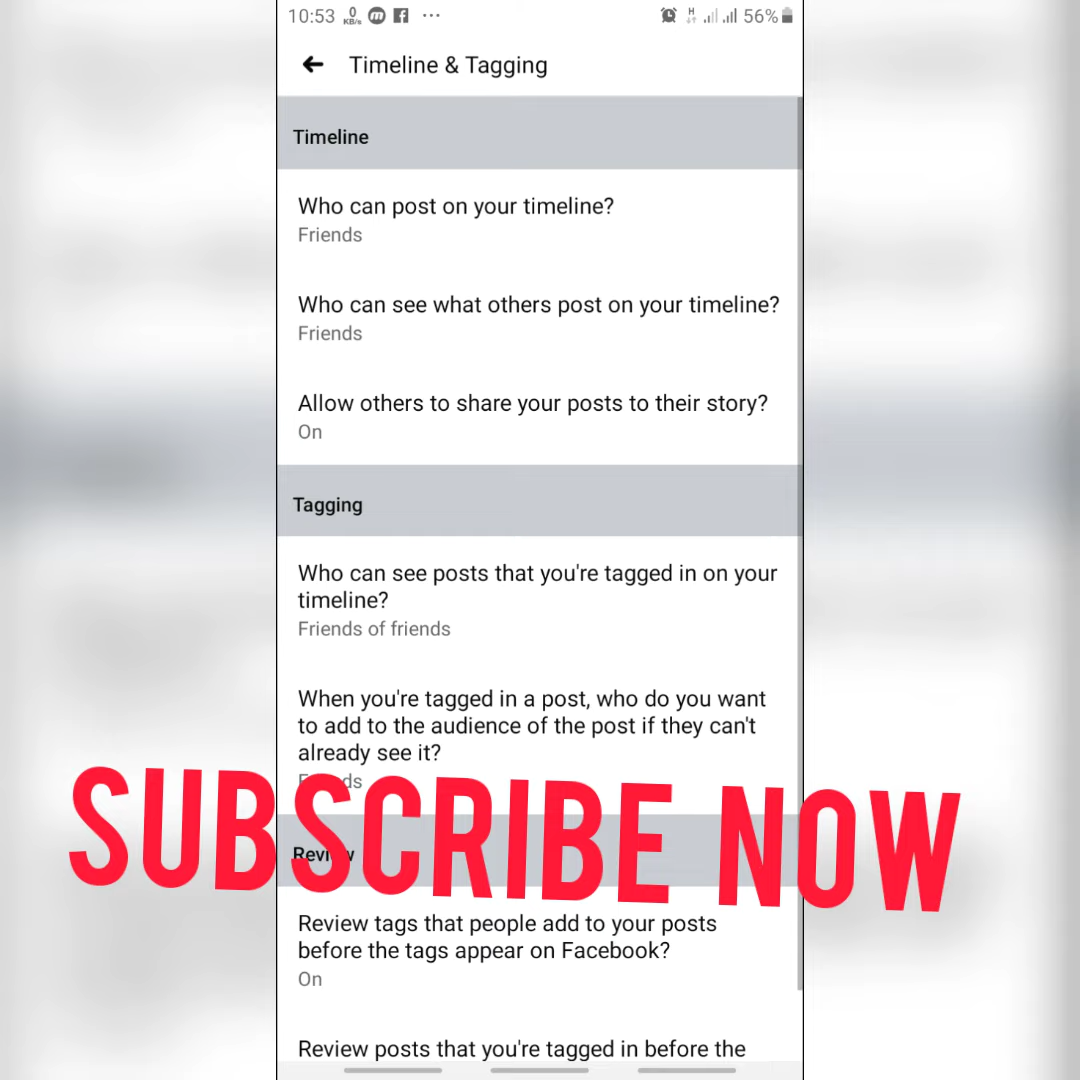 10:53 0 KB/s m f ... H 56%
Timeline & Tagging
Timeline
Who can post on your timeline?
Friends
Who can see what others post on your timeline?
Friends
Allow others to share your posts to their story?
On
Tagging
Who can see posts that you're tagged in on your
timeline?
Friends of friends
When you're tagged in a post, who do you want
to add to the audience of the post if they can't
already see it?
Friends
SUBSCRIBE NOW
Review
Review tags that people add to your posts
before the tags appear on Facebook?
On
Review posts that you're tagged in before the